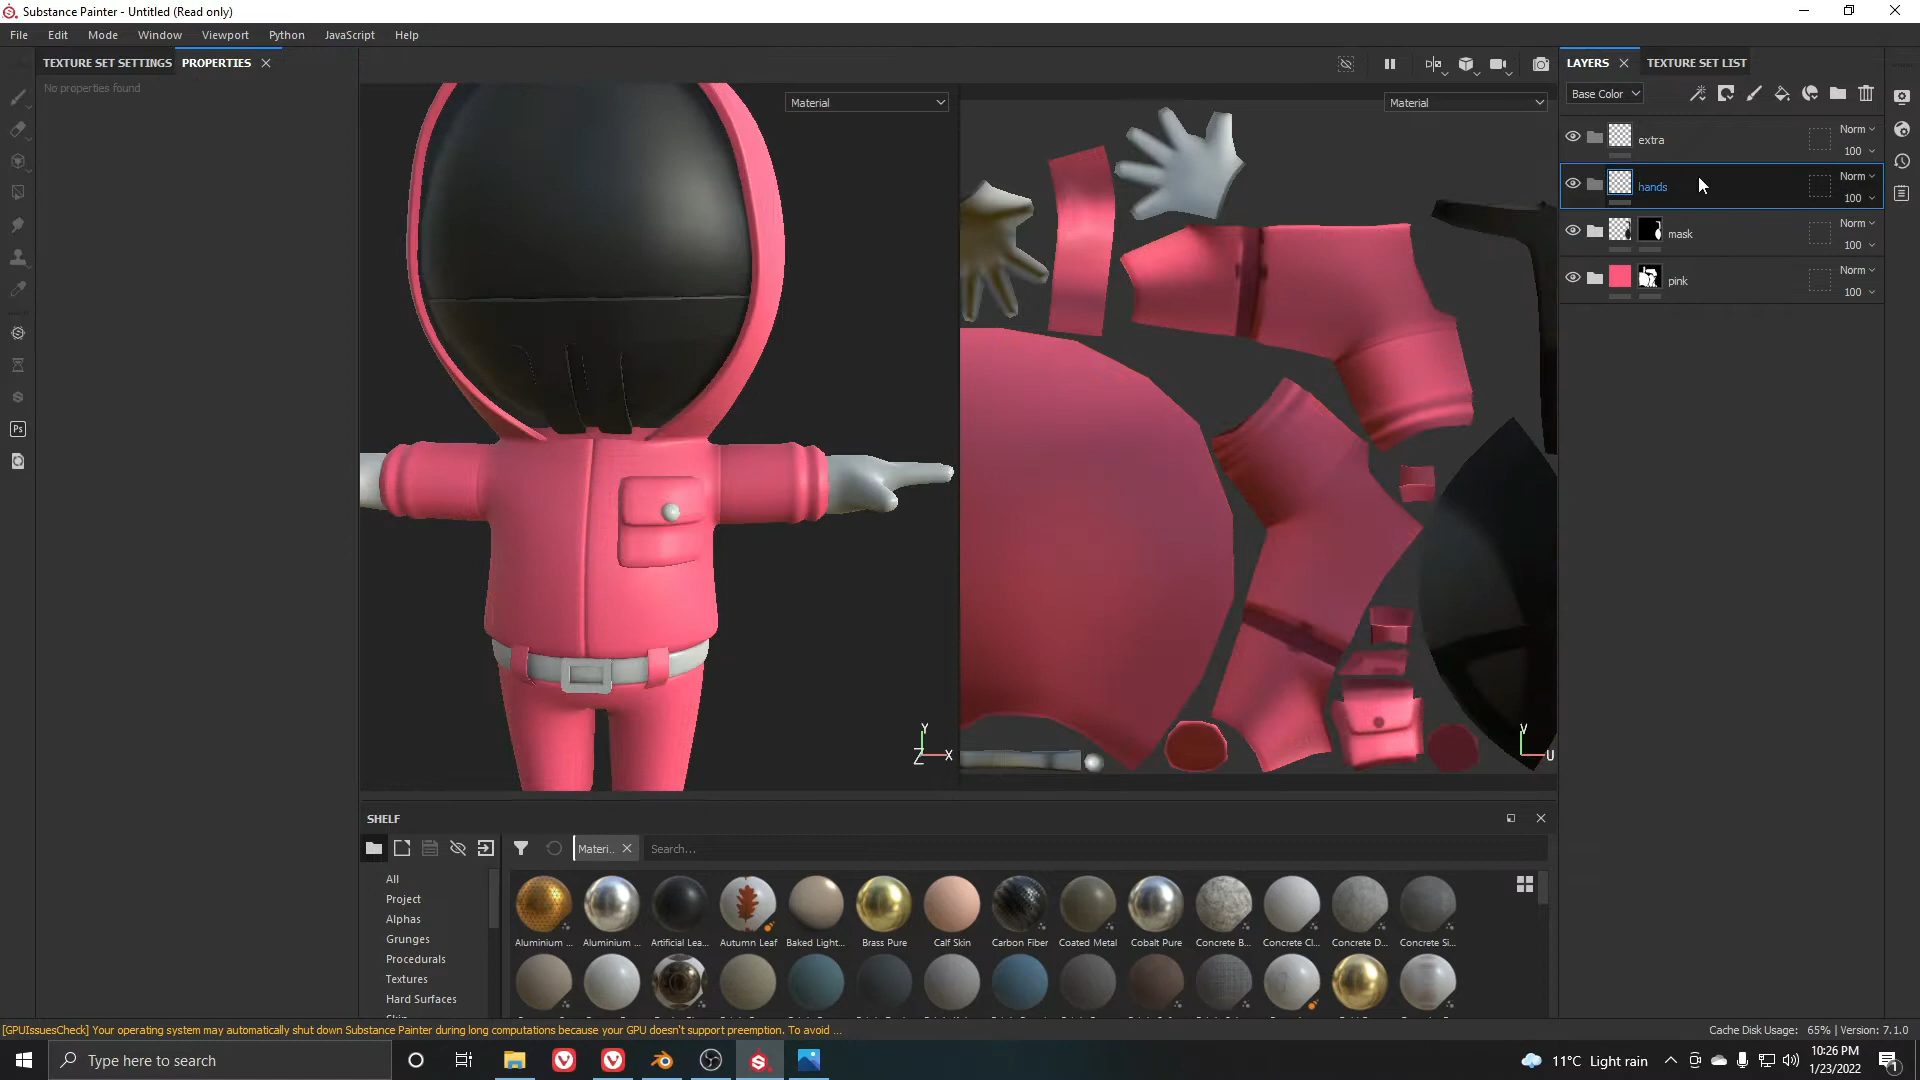 Substance Painter - Untitled (Read only)
File Edit Mode Window Viewport Python JavaScript Help
TEXTURE SET SETTINGS PROPERTIES
No properties found
Material
Material
LAYERS TEXTURE SET LIST
Base Color
extra Norm
100
hands Norm
100
mask Norm
100
pink Norm
100
Y
Z X
V
U
Ps
SHELF
Materi.. Search...
All
Project
Alphas
Grunges
Procedurals
Textures
Hard Surfaces
Aluminium ... Aluminium ... Artificial Lea... Autumn Leaf Baked Light... Brass Pure Calf Skin Carbon Fiber Coated Metal Cobalt Pure Concrete B... Concrete Cl... Concrete D... Concrete Si...
[GPUIssuesCheck] Your operating system may automatically shut down Substance Painter during long computations because your GPU doesn't support preemption. To avoid ...
Cache Disk Usage: 65% | Version: 7.1.0
Type here to search
11°C Light rain
10:26 PM
1/23/2022
1